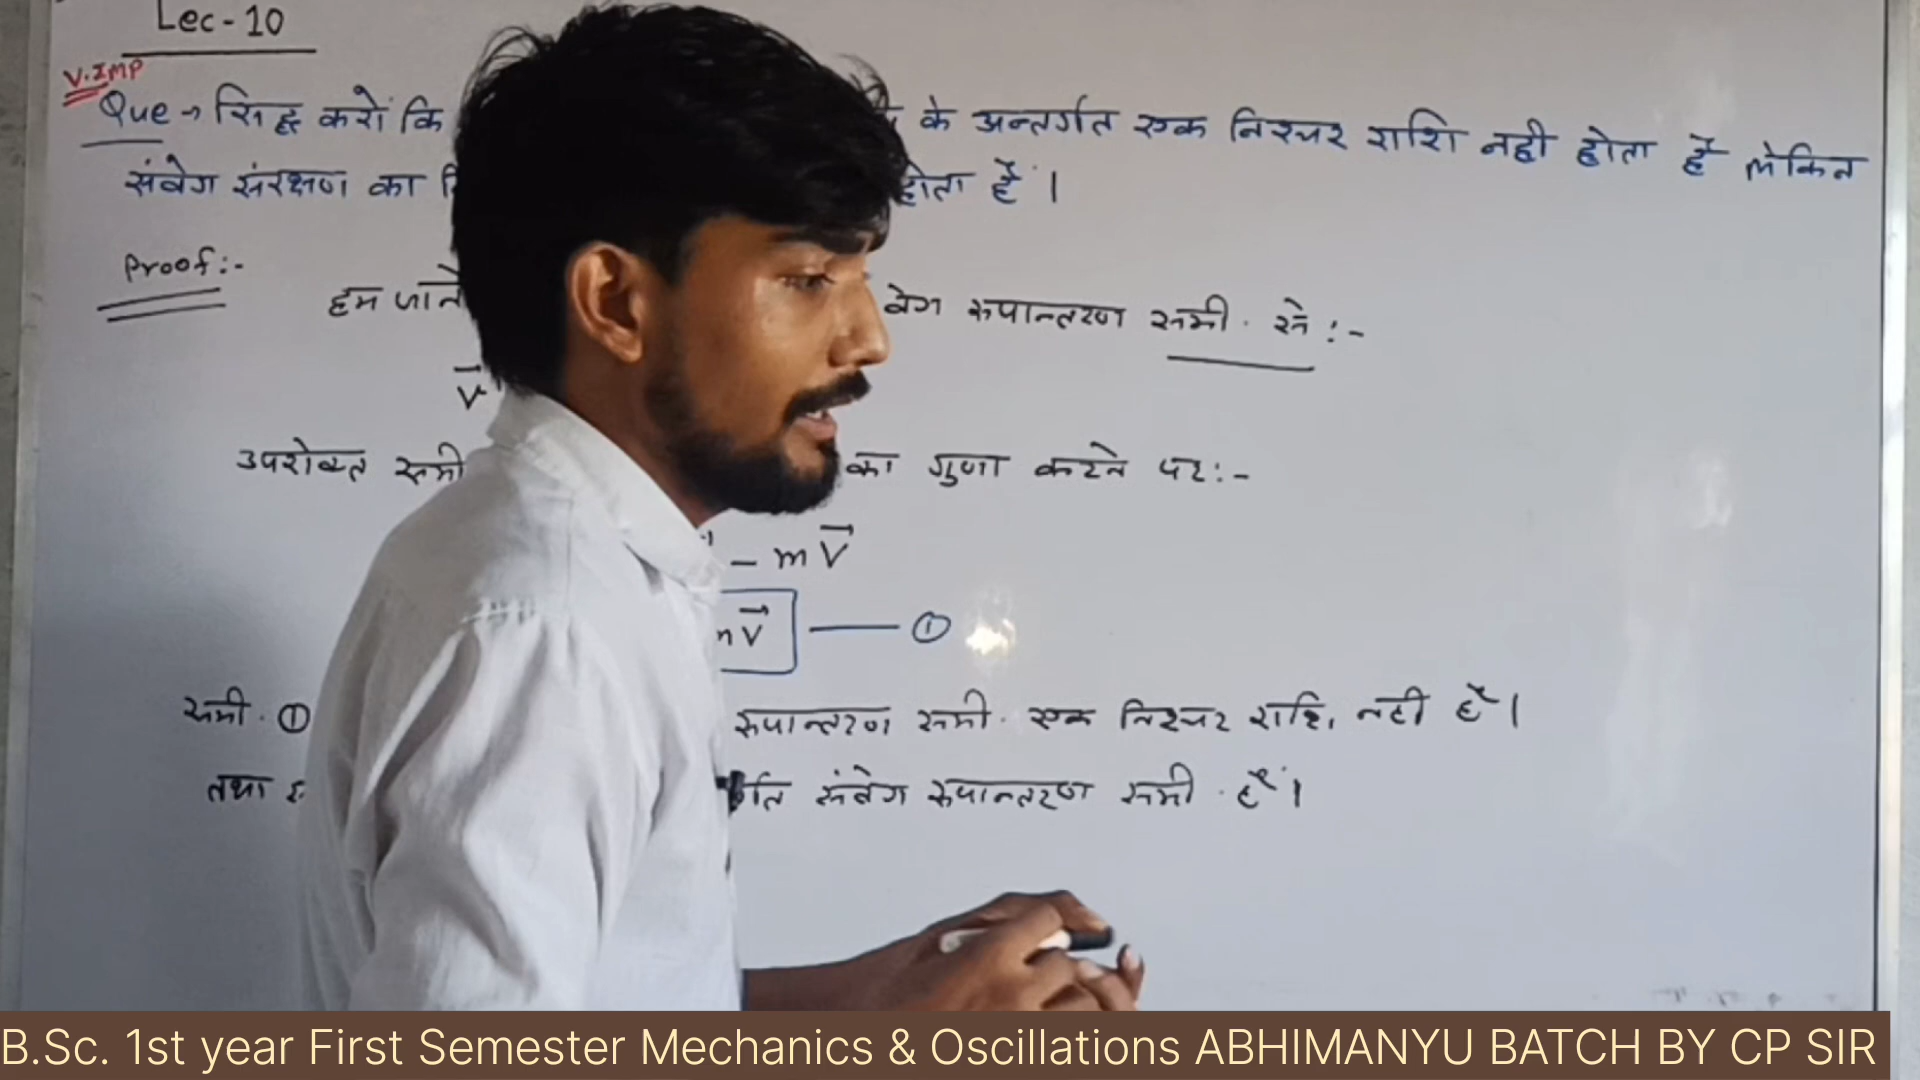 Lec-10
V.IMP
Que → सिद्ध करों कि के अन्तर्गत एक निश्चर राशि नही होता है लेकिन
संवेग संरक्षण का होता है।
Proof:-
हम जानते वेग रूपान्तरण समी. से:-
उपरोक्त समी का गुणा करने पर:-
- mV⃗
mV⃗ —— ①
समी. ① रूपान्तरण समी. एक निश्चर राशि नही है।
तथा संवेग रूपान्तरण समी. है।
B.Sc. 1st year First Semester Mechanics & Oscillations ABHIMANYU BATCH BY CP SIR